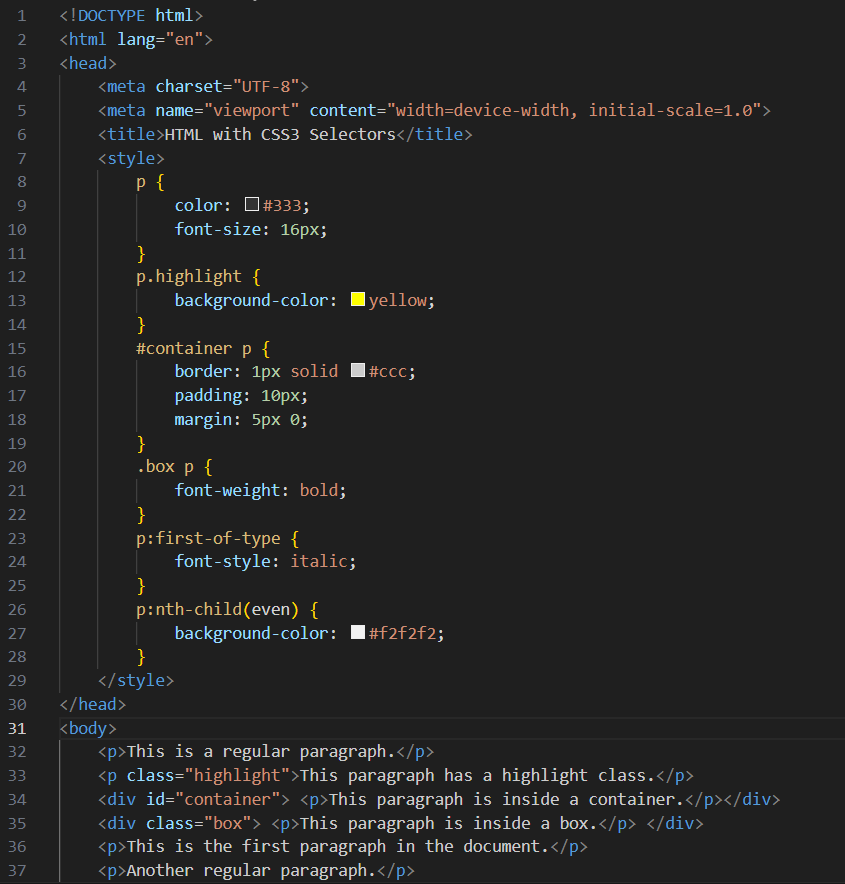 1 <!DOCTYPE html>
2 <html lang="en">
3 <head>
4     <meta charset="UTF-8">
5     <meta name="viewport" content="width=device-width, initial-scale=1.0">
6     <title>HTML with CSS3 Selectors</title>
7     <style>
8         p {
9             color: #333;
10             font-size: 16px;
11         }
12         p.highlight {
13             background-color: yellow;
14         }
15         #container p {
16             border: 1px solid #ccc;
17             padding: 10px;
18             margin: 5px 0;
19         }
20         .box p {
21             font-weight: bold;
22         }
23         p:first-of-type {
24             font-style: italic;
25         }
26         p:nth-child(even) {
27             background-color: #f2f2f2;
28         }
29     </style>
30 </head>
31 <body>
32     <p>This is a regular paragraph.</p>
33     <p class="highlight">This paragraph has a highlight class.</p>
34     <div id="container"> <p>This paragraph is inside a container.</p></div>
35     <div class="box"> <p>This paragraph is inside a box.</p> </div>
36     <p>This is the first paragraph in the document.</p>
37     <p>Another regular paragraph.</p>